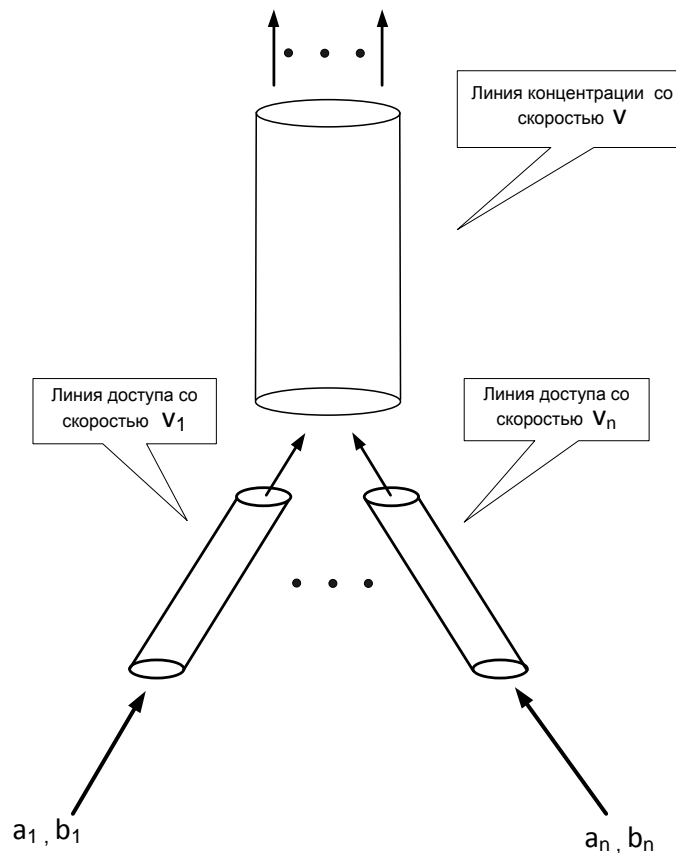 Линия концентрации со
скоростью V
Линия доступа со
скоростью V1
Линия доступа со
скоростью Vn
a1 , b1
an , bn